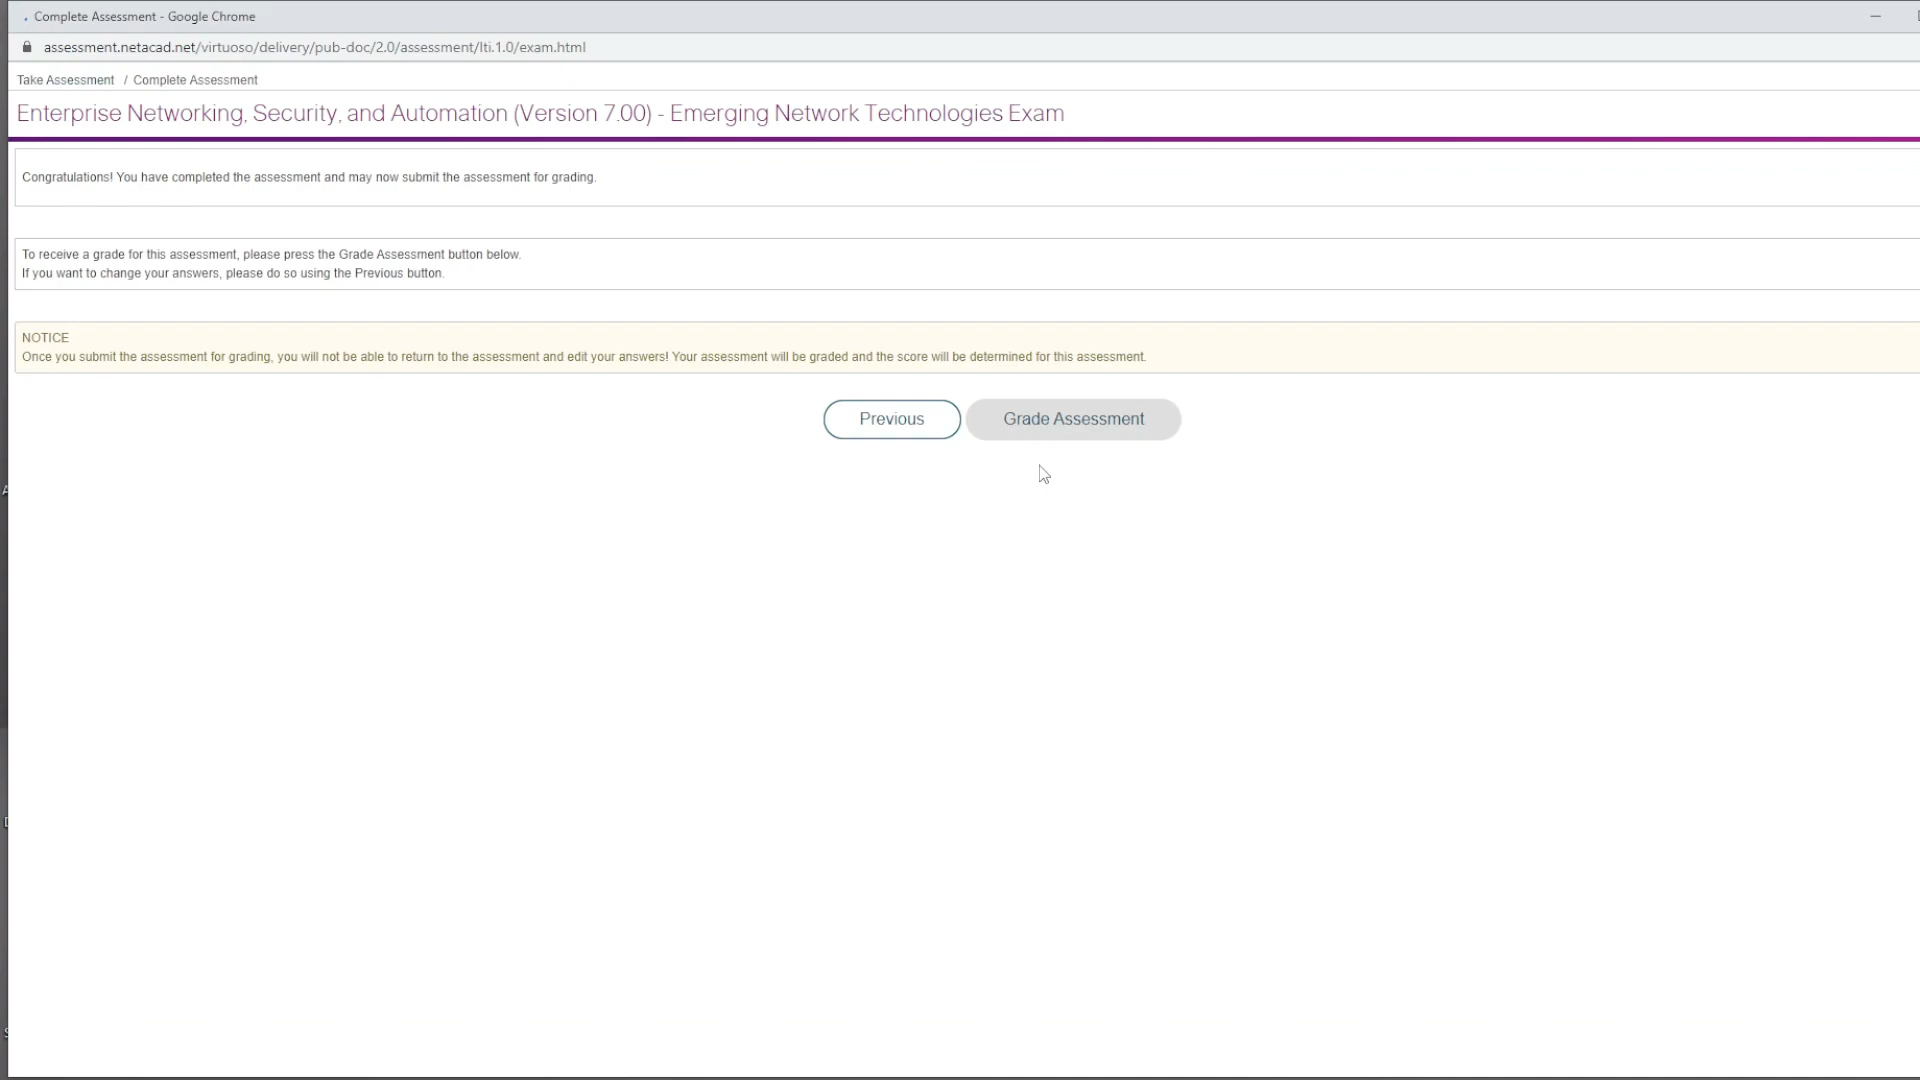 Complete Assessment - Google Chrome
assessment.netacad.net/virtuoso/delivery/pub-doc/2.0/assessment/lti.1.0/exam.html
Take Assessment / Complete Assessment
Enterprise Networking, Security, and Automation (Version 7.00) - Emerging Network Technologies Exam
Congratulations! You have completed the assessment and may now submit the assessment for grading.
To receive a grade for this assessment, please press the Grade Assessment button below.
If you want to change your answers, please do so using the Previous button.
NOTICE
Once you submit the assessment for grading, you will not be able to return to the assessment and edit your answers! Your assessment will be graded and the score will be determined for this assessment.
Previous
Grade Assessment